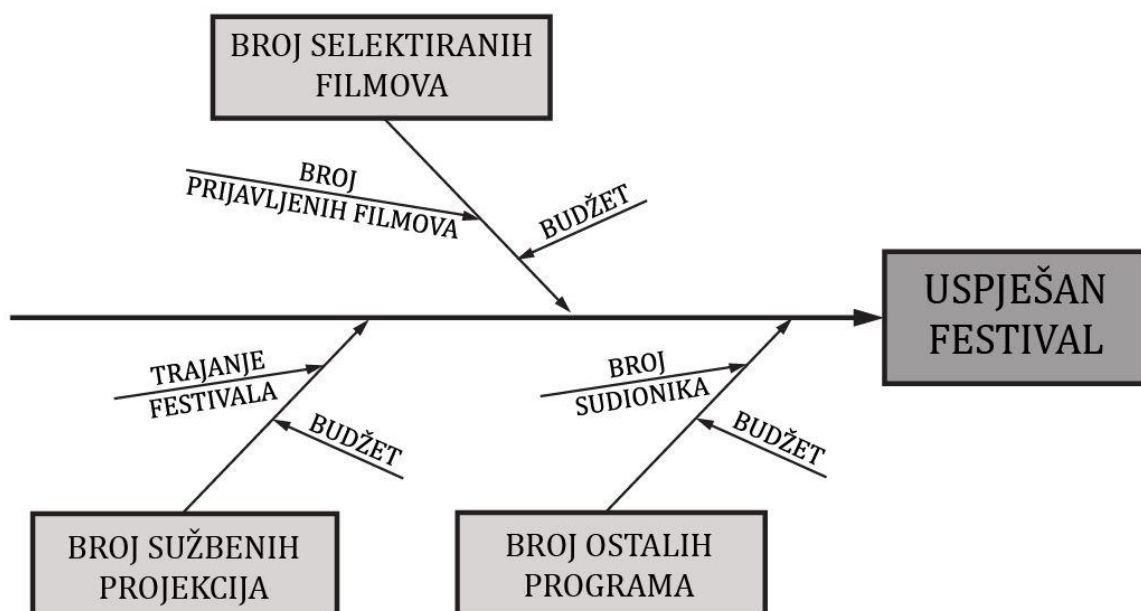 BROJ SELEKTIRANIH
FILMOVA
BROJ
PRIJAVLJENIH FILMOVA
BUDŽET
USPJEŠAN
FESTIVAL
TRAJANJE
FESTIVALA
BUDŽET
BROJ
SUDIONIKA
BUDŽET
BROJ SUŽBENIH
PROJEKCIJA
BROJ OSTALIH
PROGRAMA